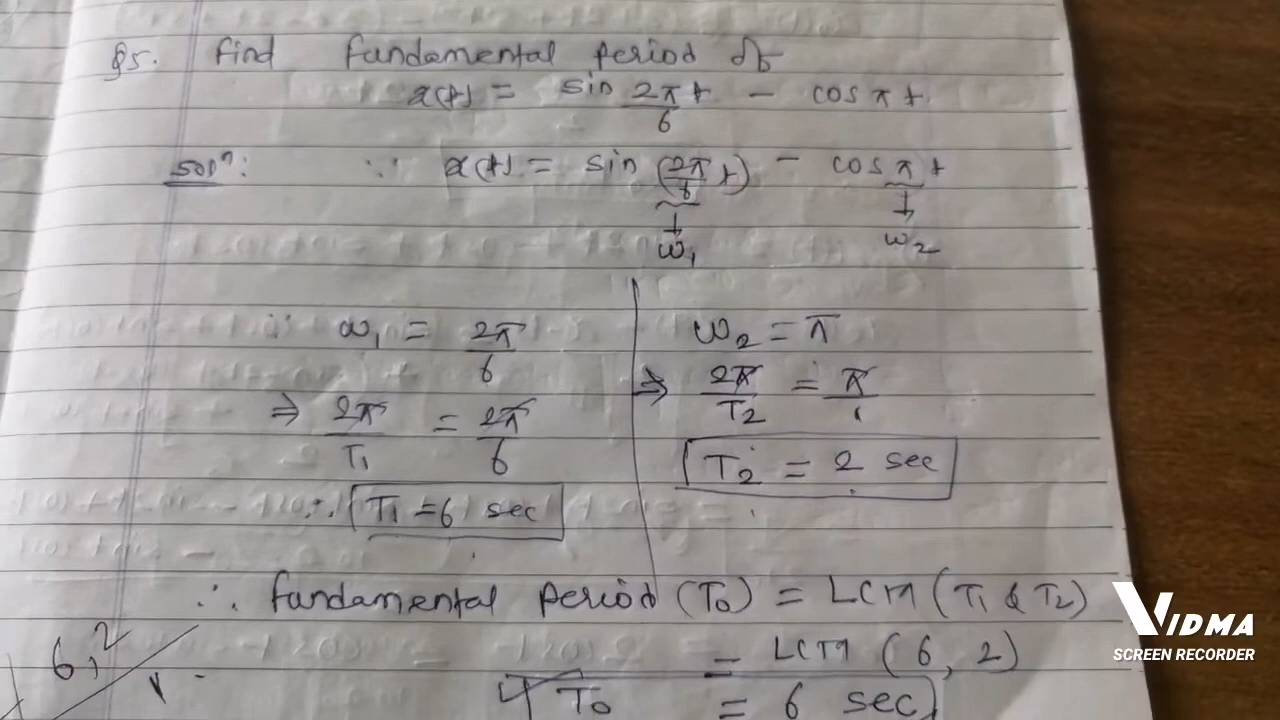 Q5. Find fundamental period of
x(t) = sin 2π/6 t - cos π t.
Solⁿ: ∵ x(t) = sin (2π/6 t) - cos π t
↓ ↓
ω₁ ω₂
∵ ω₁ = 2π/6
⇒ 2π/T₁ = 2π/6
∴ T₁ = 6 sec
ω₂ = π
⇒ 2π/T₂ = π/1
T₂ = 2 sec
∴ Fundamental period (T₀) = LCM (T₁ & T₂)
= LCM (6, 2)
T₀ = 6 sec
6,2
VIDMA
SCREEN RECORDER